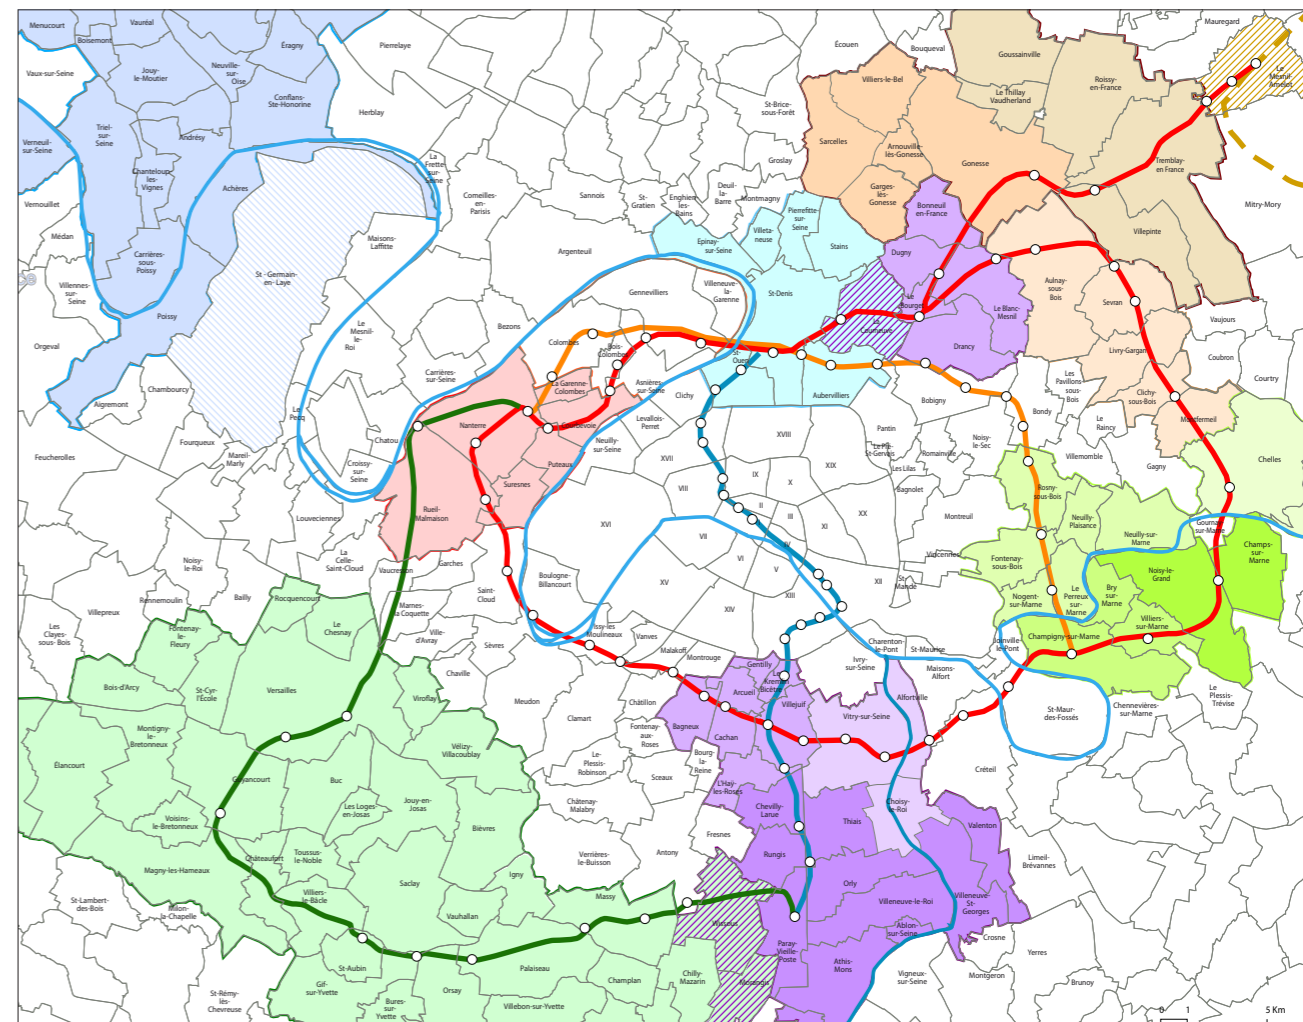 Menucourt
Boisemont
Vauréal
Éragny
Pierrelaye
Vaux-sur-Seine
Jouy-
le-Moutier
Neuville-
sur-
Oise
Conflans-
Ste-Honorine
Herblay
Verneuil-
sur-Seine
Triel-
sur-
Seine
Andrésy
Chanteloup-
les-
Vignes
Achères
La
Frette-
sur-
Seine
Vernouillet
Médan
Carrières-
sous-
Poissy
Villennes-
sur-
Seine
Poissy
Orgeval
Maisons-
Laffitte
St - Germain-
en- Laye
Le
Mesnil-
le-
Roi
Cormeilles-
en-
Parisis
Sannois
Argenteuil
Bezons
Carrières-
sur-Seine
Chambourcy
Aigremont
Feucherolles
Fourqueux
Mareil-
Marly
Le
Pecq
Chatou
Croissy-
sur-
Seine
Louveciennes
Écouen
Bouqueval
Mauregard
Goussainville
Villiers-le-Bel
Le Thillay
Vaudherland
Roissy-
en-France
Le
Mesnil-
Amelot
St-Brice-
sous-Forêt
Sarcelles
Arnouville-
lès-Gonesse
Gonesse
Tremblay-
en France
Groslay
Garges-
lès-
Gonesse
Bonneuil
en-France
Mitry-Mory
St-
Gratien
Enghien-
les-
Bains
Deuil-
la-
Barre
Montmagny
Villeta-
neuse
Pierrefitte-
sur-
Seine
Stains
Epinay-
sur-Seine
Dugny
Villepinte
Gennevilliers
Villeneuve-
la-
Garenne
St-Denis
La
Courneuve
Le
Bourget
Le Blanc-
Mesnil
Aulnay-
sous-
Bois
Sevran
Vaujours
Drancy
Livry-Gargan
Coubron
Courtry
Colombes
Bois-
Colombes
La Garenne-
Colombes
Courbevoie
Asnières-
sur-Seine
St-
Ouen
Aubervilliers
Bobigny
Bondy
Les
Pavillons-
sous-
Bois
Clichy-
sous-Bois
Montfermeil
Le
Raincy
Nanterre
Puteaux
Suresnes
Rueil-
Malmaison
Neuilly-
sur-Seine
Levallois-
Perret
Clichy
Pantin
Le Pré-
St-Gervais
Romainville
Les Lilas
Bagnolet
Noisy-
le-Sec
Villemomble
Gagny
Chelles
Montreuil
Rosny-
sous-Bois
Neuilly-
Plaisance
Neuilly-sur-
Marne
Gournay-
sur-Marne
Champs-
sur-
Marne
XVIII
XVII
XIX
VIII
IX
X
II
III
XI
XX
XVI
VII
VI
IV
V
XV
XIV
XIII
XII
Vincennes
St-
Mandé
Fontenay-
sous-Bois
Nogent-
sur-Marne
Le
Perreux
sur-
Marne
Bry
sur-
Marne
Noisy-le-
Grand
Villiers-
sur-Marne
Champigny-sur-Marne
Joinville-
le-Pont
La
Celle-
Saint-Cloud
Vaucresson
Garches
Saint-
Cloud
Boulogne-
Billancourt
Marnes-
la Coquette
Ville-
d'Avray
Sèvres
Chaville
Meudon
Issy-les
Moulineaux
Vanves
Malakoff
Montrouge
Clamart
Châtillon
Fontenay-
aux-
Roses
Le-
Plessis-
Robinson
Sceaux
Bourg-
la-
Reine
Châtenay-
Malabry
Antony
Fresnes
Verrières-
le-Buisson
Noisy-
le-Roi
Rennemoulin
Bailly
Rocquencourt
Villepreux
Les
Clayes-
sous- Bois
Fontenay-
le-
Fleury
Le
Chesnay
Bois-d'Arcy
St-Cyr-
l'École
Versailles
Viroflay
Vélizy-
Villacoublay
Montigny-
le-
Bretonneux
Élancourt
Guyancourt
Buc
Les Loges
en-Josas
Jouy-en-
Josas
Bièvres
Voisins-
le-Bretonneux
Magny-les-Hameaux
Châteaufort
Toussus-
le-Noble
Saclay
Igny
Villiers-
le-Bâcle
Vauhallan
Massy
St-Lambert
des-Bois
Milon-
la-Chapelle
St-Aubin
Gif-
sur-Yvette
Bures-
sur-
Yvette
Orsay
Palaiseau
Villebon-sur-Yvette
Champlan
Chilly-
Mazarin
Wissous
Morangis
St-Rémy-
lès-
Chevreuse
Gentilly
Le
Kremlin
Bicêtre
Arcueil
Villejuif
Bagneux
Cachan
L'Haÿ
les-Roses
Chevilly-
Larue
Rungis
Thiais
Orly
Vitry-sur-Seine
Ivry-
sur-Seine
Charenton-
le-Pont
St-Maurice
Alfortville
Maisons-
Alfort
Choisy-
le-Roi
Créteil
St-Maur-
des-Fossés
Chennevières-
sur-Marne
Le
Plessis-
Trévise
Valenton
Limeil-
Brévannes
Villeneuve-le-Roi
Villeneuve-
St-
Georges
Ablon-
sur-Seine
Paray-
Vieille-
Poste
Athis-
Mons
Crosne
Yerres
Montgeron
Vigneux-
sur-Seine
Brunoy
0 1 5 Km